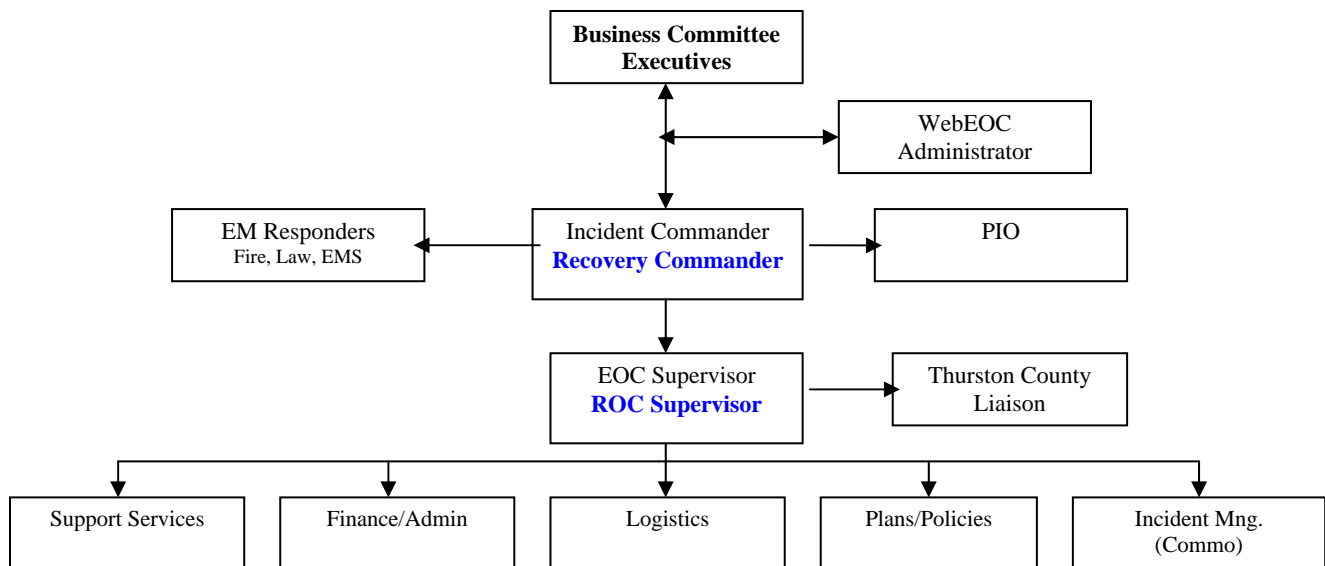 Business Committee
Executives
WebEOC
Administrator
EM Responders
Fire, Law, EMS
Incident Commander
Recovery Commander
PIO
EOC Supervisor
ROC Supervisor
Thurston County
Liaison
Support Services
Finance/Admin
Logistics
Plans/Policies
Incident Mng.
(Commo)